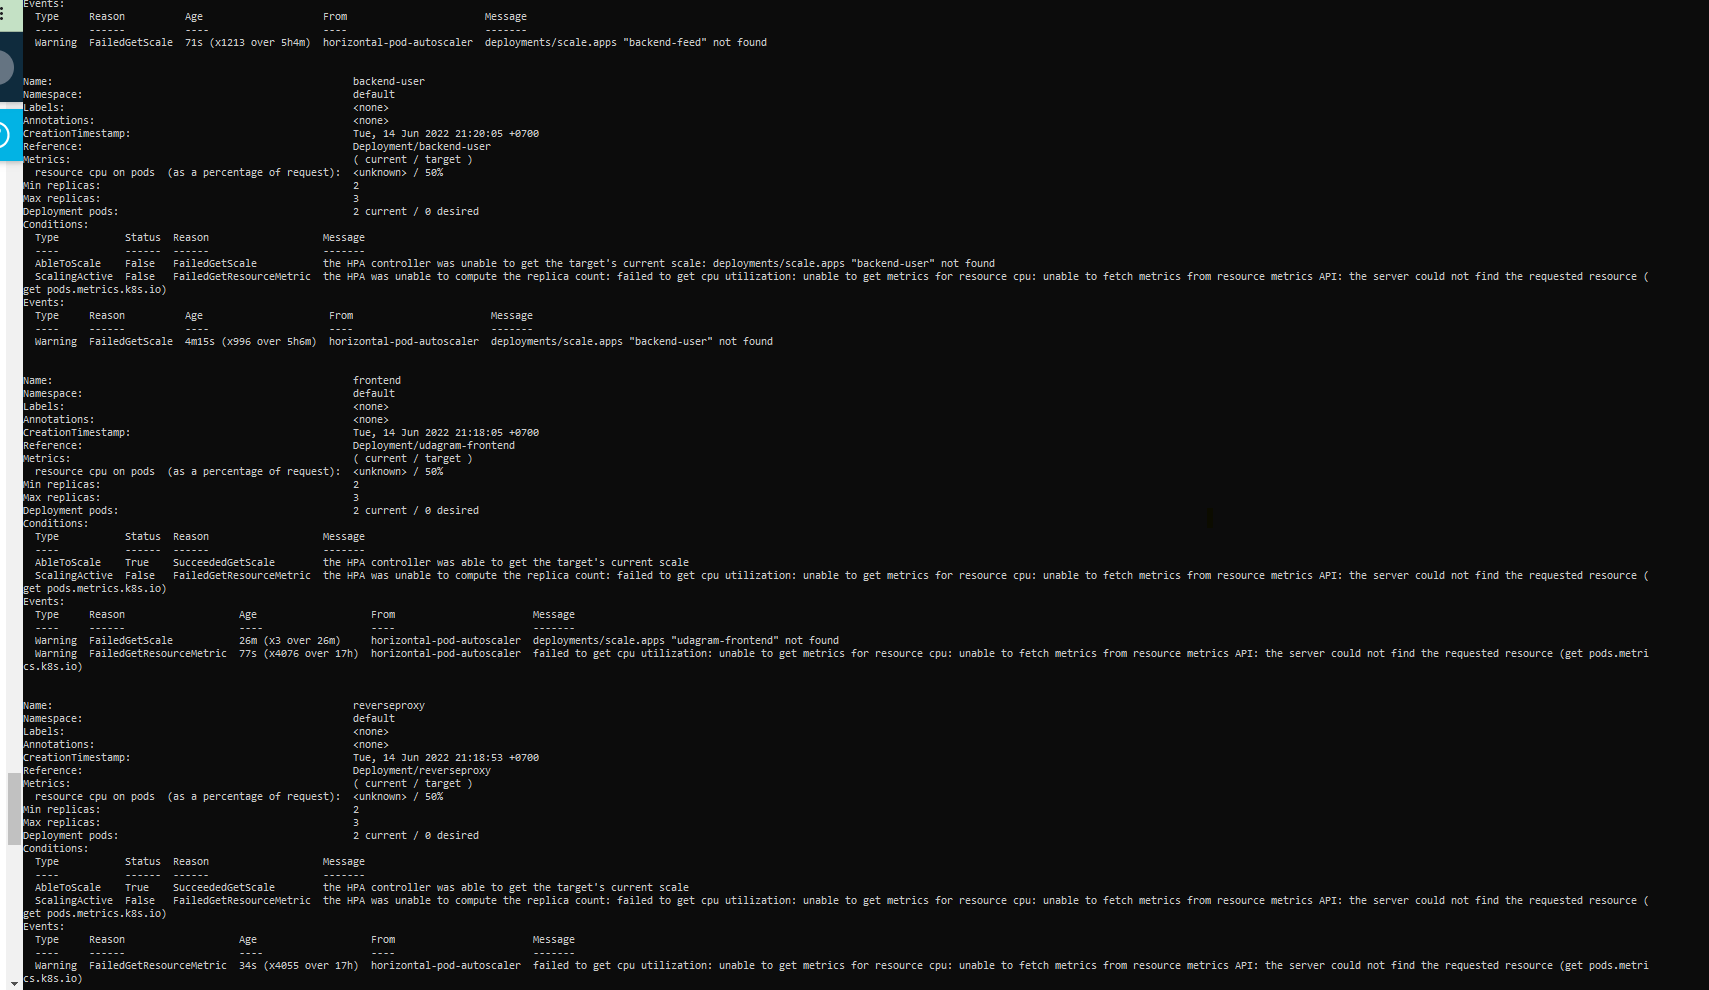 Events:
  Type     Reason          Age                    From                       Message
  ----     ------          ----                   ----                       -------
  Warning  FailedGetScale  71s (x1213 over 5h4m)  horizontal-pod-autoscaler  deployments/scale.apps "backend-feed" not found
Name:                                                  backend-user
Namespace:                                             default
Labels:                                                <none>
Annotations:                                           <none>
CreationTimestamp:                                     Tue, 14 Jun 2022 21:20:05 +0700
Reference:                                             Deployment/backend-user
Metrics:                                               ( current / target )
  resource cpu on pods  (as a percentage of request):  <unknown> / 50%
Min replicas:                                          2
Max replicas:                                          3
Deployment pods:                                       2 current / 0 desired
Conditions:
  Type           Status  Reason                   Message
  ----           ------  ------                   -------
  AbleToScale    False   FailedGetScale           the HPA controller was unable to get the target's current scale: deployments/scale.apps "backend-user" not found
  ScalingActive  False   FailedGetResourceMetric  the HPA was unable to compute the replica count: failed to get cpu utilization: unable to get metrics for resource cpu: unable to fetch metrics from resource metrics API: the server could not find the requested resource (
get pods.metrics.k8s.io)
Events:
  Type     Reason          Age                     From                       Message
  ----     ------          ----                    ----                       -------
  Warning  FailedGetScale  4m15s (x996 over 5h6m)  horizontal-pod-autoscaler  deployments/scale.apps "backend-user" not found
Name:                                                  frontend
Namespace:                                             default
Labels:                                                <none>
Annotations:                                           <none>
CreationTimestamp:                                     Tue, 14 Jun 2022 21:18:05 +0700
Reference:                                             Deployment/udagram-frontend
Metrics:                                               ( current / target )
  resource cpu on pods  (as a percentage of request):  <unknown> / 50%
Min replicas:                                          2
Max replicas:                                          3
Deployment pods:                                       2 current / 0 desired
Conditions:
  Type           Status  Reason                   Message
  ----           ------  ------                   -------
  AbleToScale    True    SucceededGetScale        the HPA controller was able to get the target's current scale
  ScalingActive  False   FailedGetResourceMetric  the HPA was unable to compute the replica count: failed to get cpu utilization: unable to get metrics for resource cpu: unable to fetch metrics from resource metrics API: the server could not find the requested resource (
get pods.metrics.k8s.io)
Events:
  Type     Reason                   Age                   From                       Message
  ----     ------                   ----                  ----                       -------
  Warning  FailedGetScale           26m (x3 over 26m)     horizontal-pod-autoscaler  deployments/scale.apps "udagram-frontend" not found
  Warning  FailedGetResourceMetric  77s (x4076 over 17h)  horizontal-pod-autoscaler  failed to get cpu utilization: unable to get metrics for resource cpu: unable to fetch metrics from resource metrics API: the server could not find the requested resource (get pods.metri
cs.k8s.io)
Name:                                                  reverseproxy
Namespace:                                             default
Labels:                                                <none>
Annotations:                                           <none>
CreationTimestamp:                                     Tue, 14 Jun 2022 21:18:53 +0700
Reference:                                             Deployment/reverseproxy
Metrics:                                               ( current / target )
  resource cpu on pods  (as a percentage of request):  <unknown> / 50%
Min replicas:                                          2
Max replicas:                                          3
Deployment pods:                                       2 current / 0 desired
Conditions:
  Type           Status  Reason                   Message
  ----           ------  ------                   -------
  AbleToScale    True    SucceededGetScale        the HPA controller was able to get the target's current scale
  ScalingActive  False   FailedGetResourceMetric  the HPA was unable to compute the replica count: failed to get cpu utilization: unable to get metrics for resource cpu: unable to fetch metrics from resource metrics API: the server could not find the requested resource (
get pods.metrics.k8s.io)
Events:
  Type     Reason                   Age                   From                       Message
  ----     ------                   ----                  ----                       -------
  Warning  FailedGetResourceMetric  34s (x4055 over 17h)  horizontal-pod-autoscaler  failed to get cpu utilization: unable to get metrics for resource cpu: unable to fetch metrics from resource metrics API: the server could not find the requested resource (get pods.metri
cs.k8s.io)